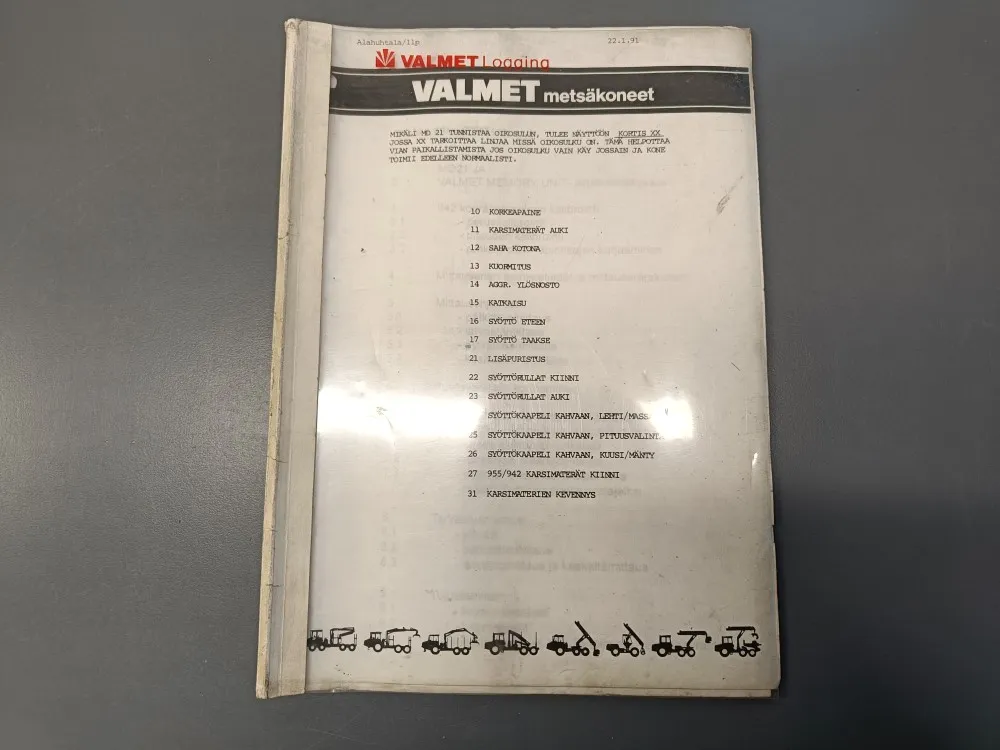 Alahuhtala/llp 22.1.91
VALMET Logging
VALMET metsäkoneet
MIKÄLI MD 21 TUNNISTAA OIKOSULUN, TULEE NÄYTTÖÖN KORTIS XX
JOSSA XX TARKOITTAA LINJAA MISSÄ OIKOSULKU ON. TÄMÄ HELPOTTAA
VIAN PAIKALLISTAMISTA JOS OIKOSULKU VAIN KÄY JOSSAIN JA KONE
TOIMII EDELLEEN NORMAALISTI.
10 KORKEAPAINE
11 KARSIMATERÄT AUKI
12 SAHA KOTONA
13 KUORMITUS
14 AGGR. YLÖSNOSTO
15 KATKAISU
16 SYÖTTÖ ETEEN
17 SYÖTTÖ TAAKSE
21 LISÄPURISTUS
22 SYÖTTÖRULLAT KIINNI
23 SYÖTTÖRULLAT AUKI
SYÖTTÖKAAPELI KAHVAAN,
25 SYÖTTÖKAAPELI KAHVAAN, PITUUSVALINTA
26 SYÖTTÖKAAPELI KAHVAAN, KUUSI/MÄNTY
27 955/942 KARSIMATERÄT KIINNI
31 KARSIMATERIEN KEVENNYS